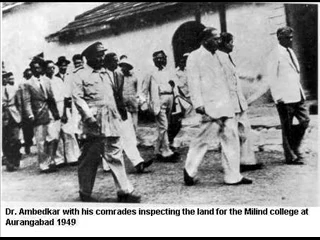 Dr. Ambedkar with his comrades inspecting the land for the Milind college at
Aurangabad 1949